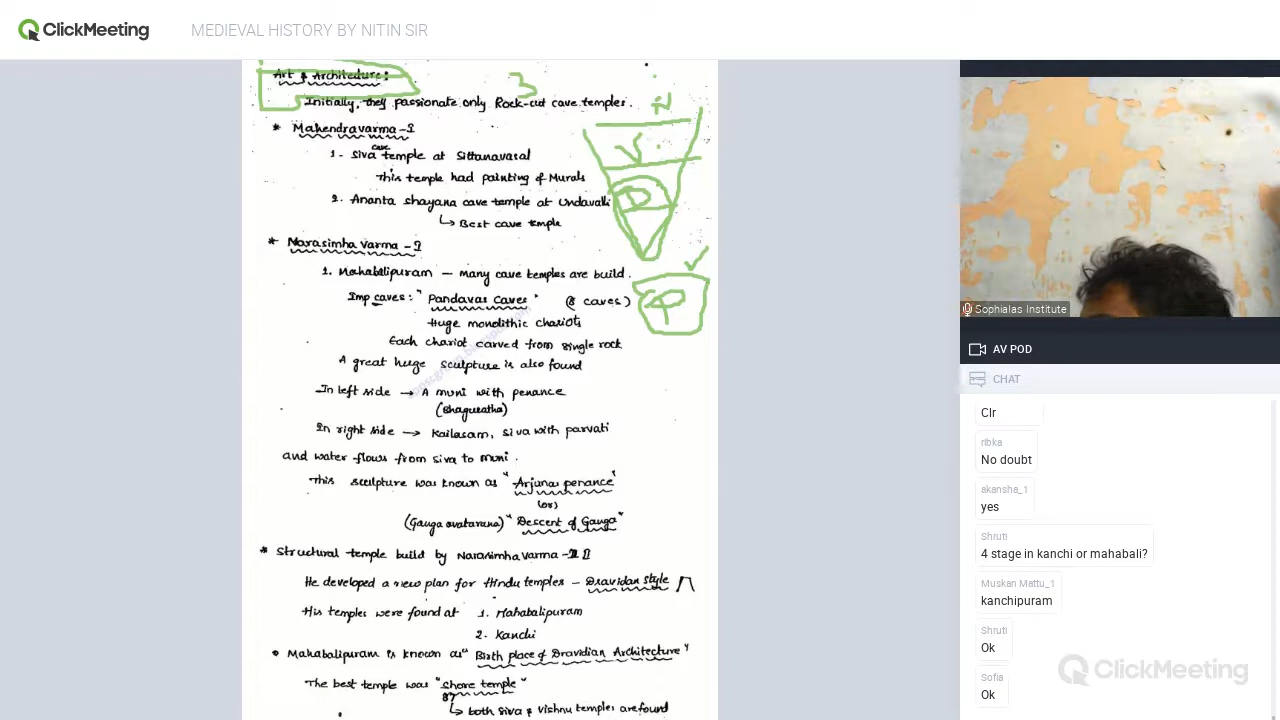 ClickMeeting
MEDIEVAL HISTORY BY NITIN SIR
Art & Architecture:
3
N
Initially, they passionate only Rock-cut cave temples.
* Mahendravarma-I
1. Siva cave temple at Sittanavasal
This temple had painting of Murals
2. Ananta shayana cave temple at Undavalli
↳ Best cave temple
* Narasimha Varma - I
1. Mahabalipuram — many cave temples are build.
Imp caves: "Pandavas Caves" (8 caves)
Huge monolithic chariots
Each chariot carved from single rock
A great huge sculpture is also found
In left side → A muni with penance
(Bhagiratha)
In right side → Kailasam, siva with parvati
and water flows from siva to muni.
This sculpture was known as "Arjunas penance"
(or)
(Ganga avatarana) "Descent of Ganga"
* Structural temple build by Narasimha Varma - II
He developed a new plan for Hindu temples - Dravidan style
His temples were found at 1. Mahabalipuram
2. Kanchi
• Mahabalipuram is known as "Birth place of Dravidian Architecture"
The best temple was "Shore temple"
87
↳ both Siva & Vishnu temples are found
Sophialas Institute
AV POD
CHAT
Clr
ribka
No doubt
akansha_1
yes
Shruti
4 stage in kanchi or mahabali?
Muskan Mattu_1
kanchipuram
Shruti
Ok
Sofia
Ok
ClickMeeting